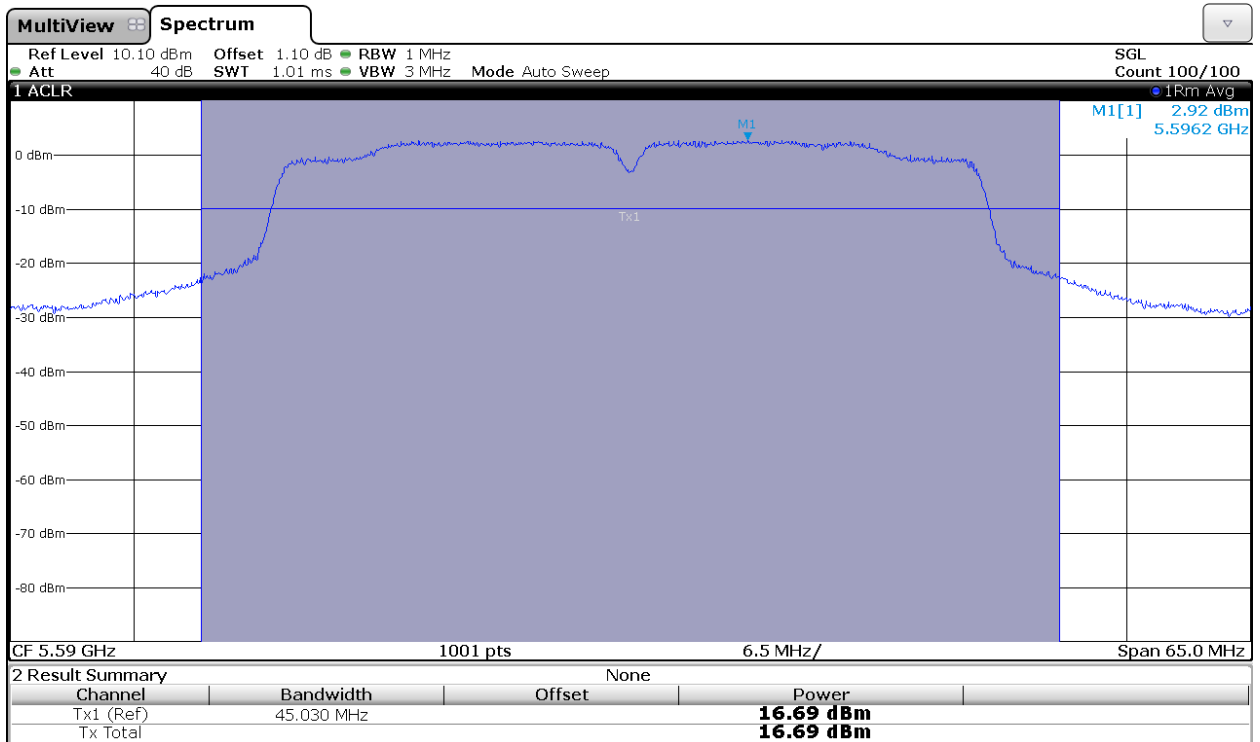 MultiView Spectrum
Ref Level 10.10 dBm Offset 1.10 dB RBW 1 MHz SGL
Att 40 dB SWT 1.01 ms VBW 3 MHz Mode Auto Sweep Count 100/100
1 ACLR 1Rm Avg
M1[1] 2.92 dBm
5.5962 GHz
M1
0 dBm
-10 dBm
Tx1
-20 dBm
-30 dBm
-40 dBm
-50 dBm
-60 dBm
-70 dBm
-80 dBm
CF 5.59 GHz 1001 pts 6.5 MHz/ Span 65.0 MHz
2 Result Summary None
Channel Bandwidth Offset Power
Tx1 (Ref) 45.030 MHz 16.69 dBm
Tx Total 16.69 dBm